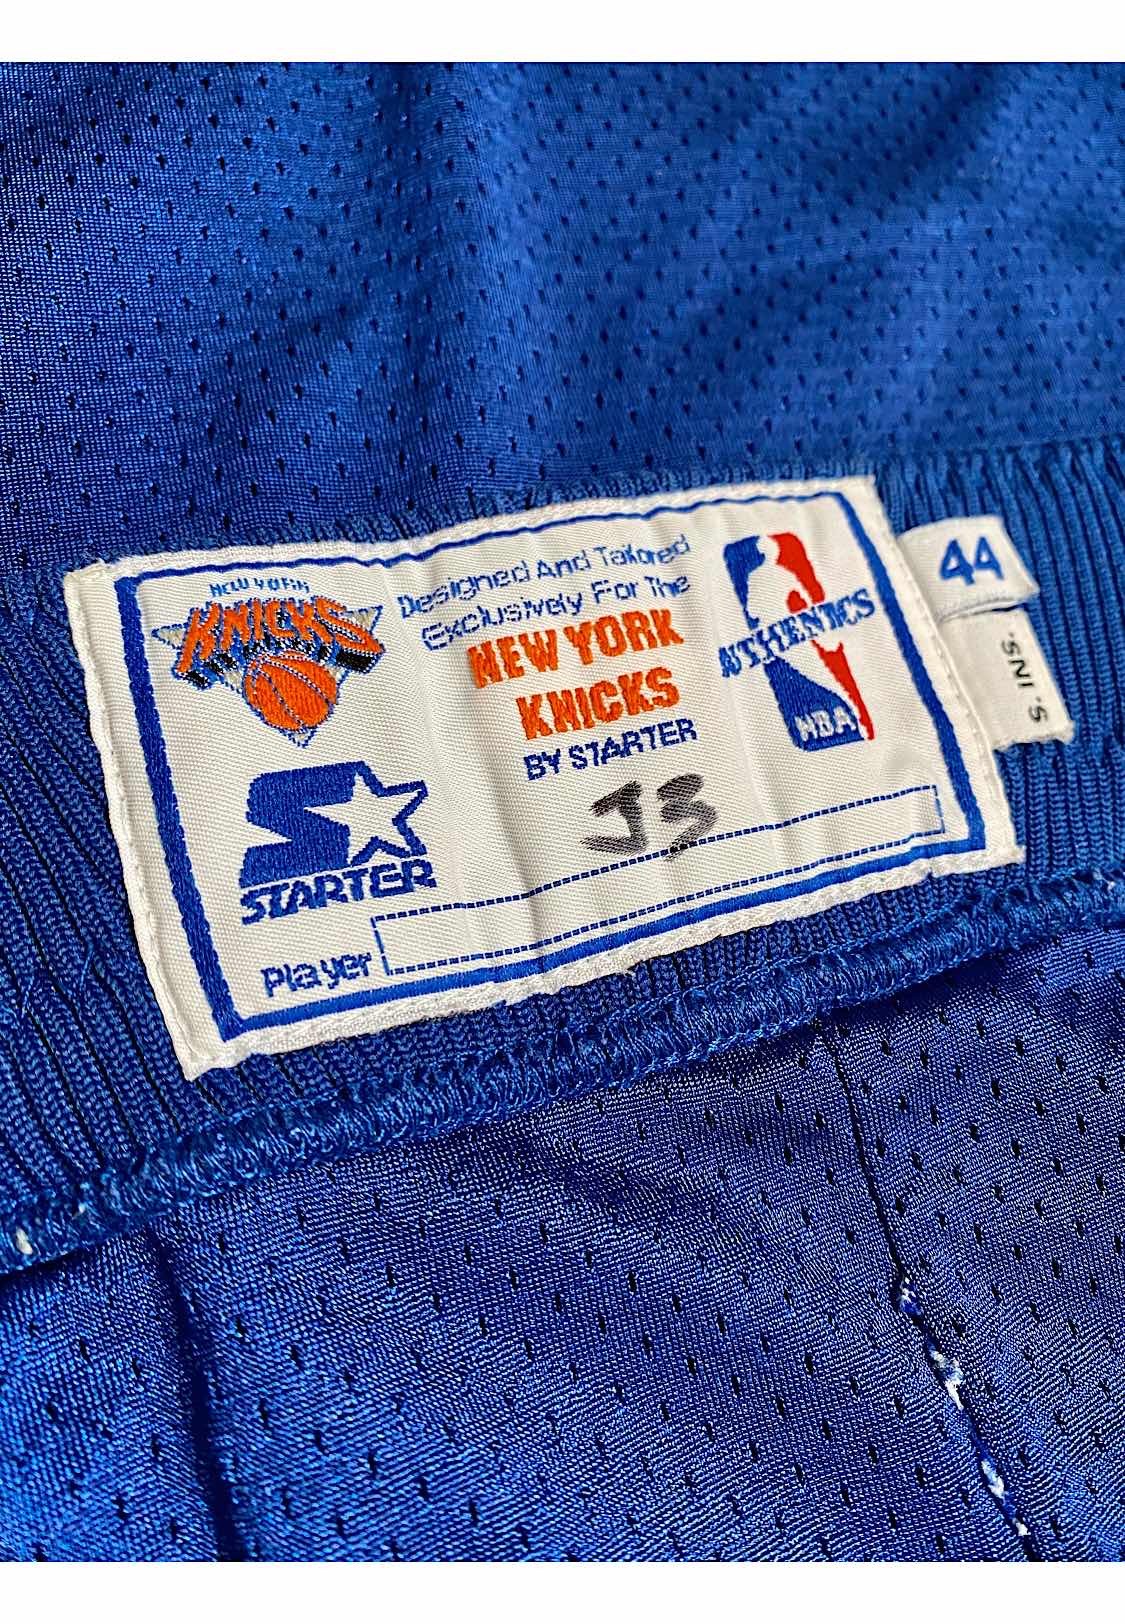 NEW YORK
KNICKS
Designed And Tailored
Exclusively For The
NEW YORK
KNICKS
BY STARTER
AUTHENTICS
NBA
44
5. INS.
STARTER
Player